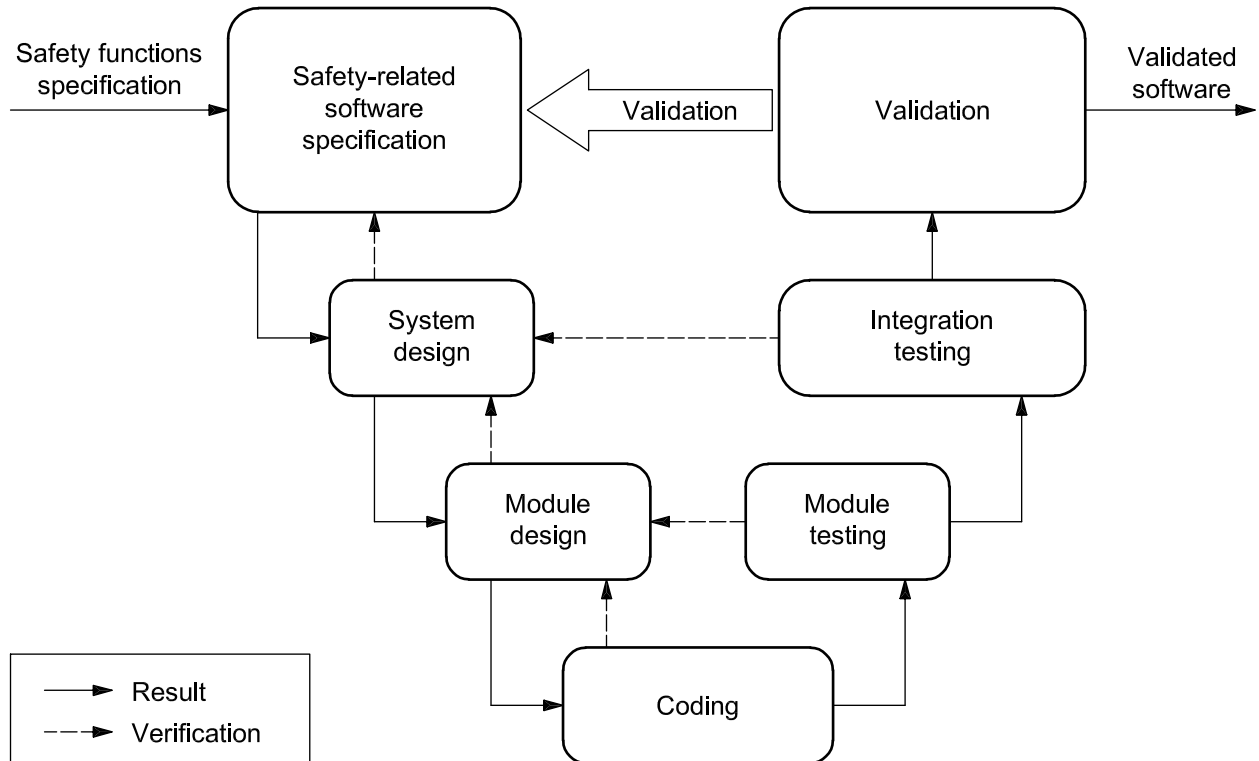 Safety functions
specification
Safety-related
software
specification
Validation
Validation
Validated
software
System
design
Integration
testing
Module
design
Module
testing
Coding
Result
Verification